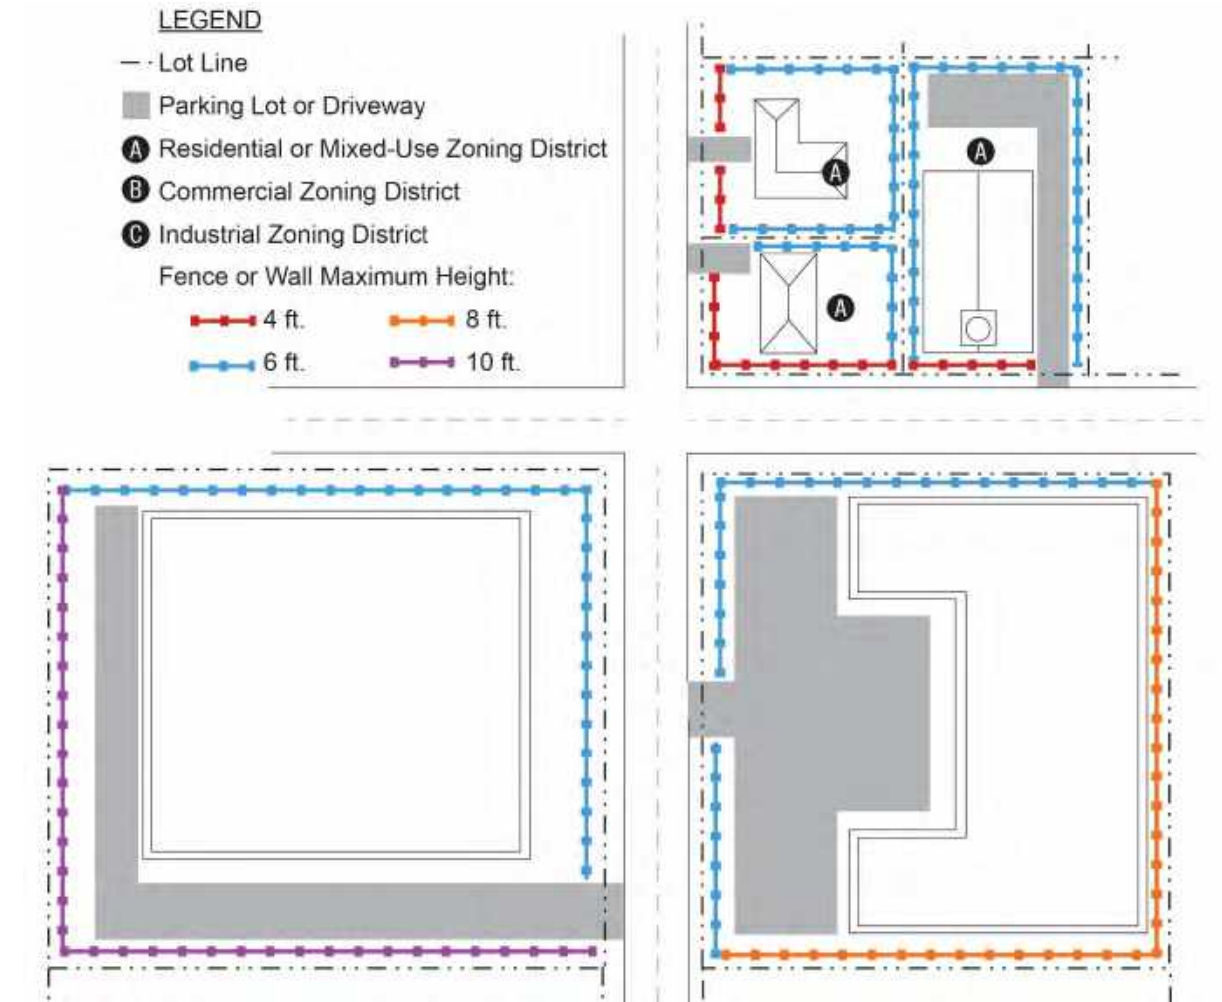 LEGEND
Lot Line
Parking Lot or Driveway
A Residential or Mixed-Use Zoning District
B Commercial Zoning District
C Industrial Zoning District
Fence or Wall Maximum Height:
4 ft. 8 ft.
6 ft. 10 ft.
A
A
A